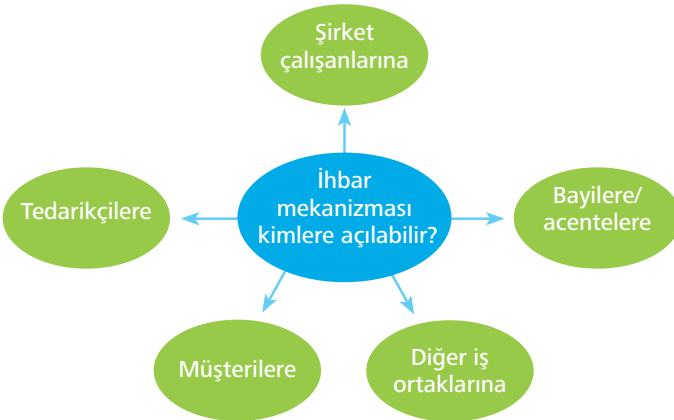 Şirket
çalışanlarına
İhbar
mekanizması
kimlere açılabilir?
Tedarikçilere
Bayilere/
acentelere
Müşterilere
Diğer iş
ortaklarına